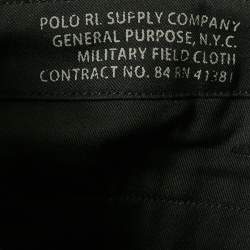 POLO RL SUPPLY COMPANY
GENERAL PURPOSE, N.Y.C.
MILITARY FIELD CLOTH
CONTRACT NO. 84 RN 41381